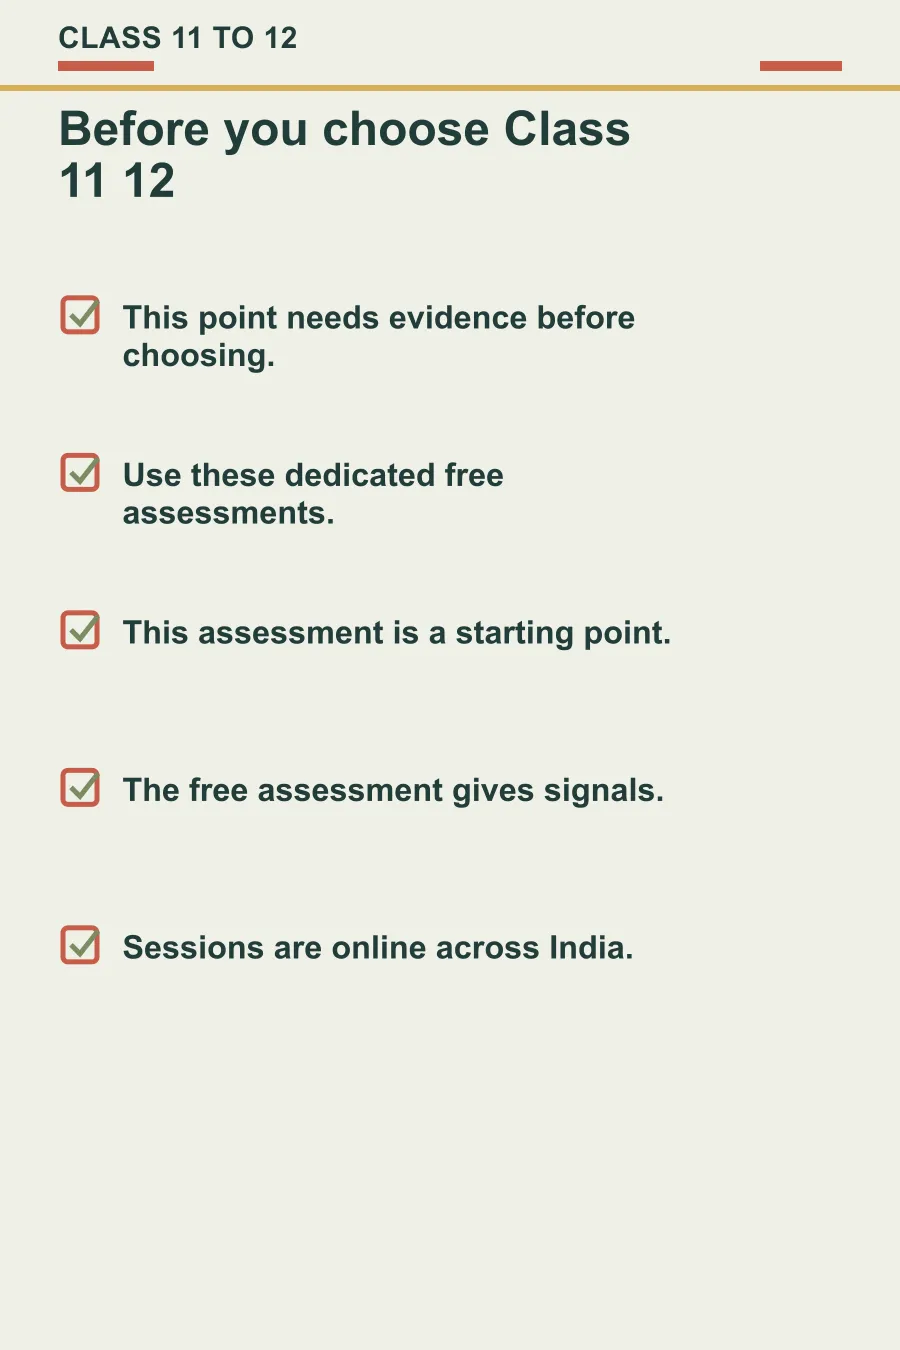 CLASS 11 TO 12
Before you choose Class
11 12
This point needs evidence before
choosing.
Use these dedicated free
assessments.
This assessment is a starting point.
The free assessment gives signals.
Sessions are online across India.